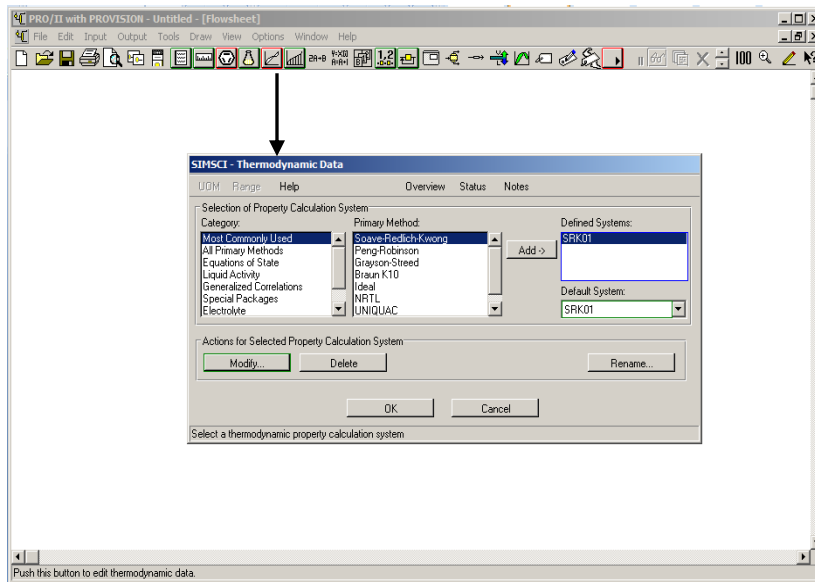 PRO/II with PROVISION - Untitled - [Flowsheet]
File Edit Input Output Tools Draw View Options Window Help
2A→B 1.2 100
SIMSCI - Thermodynamic Data
UOM Range Help Overview Status Notes
Selection of Property Calculation System
Category: Primary Method: Defined Systems:
Most Commonly Used Soave-Redlich-Kwong SRK01
All Primary Methods Peng-Robinson Add ->
Equations of State Grayson-Streed
Liquid Activity Braun K10
Generalized Correlations Ideal Default System:
Special Packages NRTL SRK01
Electrolyte UNIQUAC
Actions for Selected Property Calculation System
Modify... Delete Rename...
OK Cancel
Select a thermodynamic property calculation system
Push this button to edit thermodynamic data.